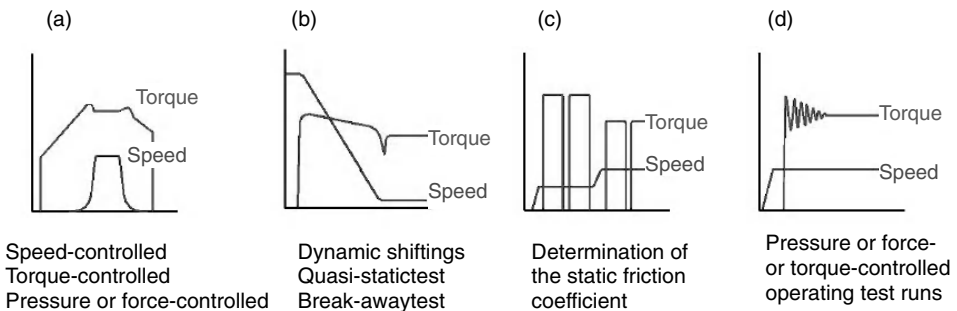 (a)
Torque
Speed
Speed-controlled
Torque-controlled
Pressure or force-controlled
(b)
Torque
Speed
Dynamic shiftings
Quasi-statictest
Break-awaytest
(c)
Torque
Speed
Determination of
the static friction
coefficient
(d)
Torque
Speed
Pressure or force-
or torque-controlled
operating test runs